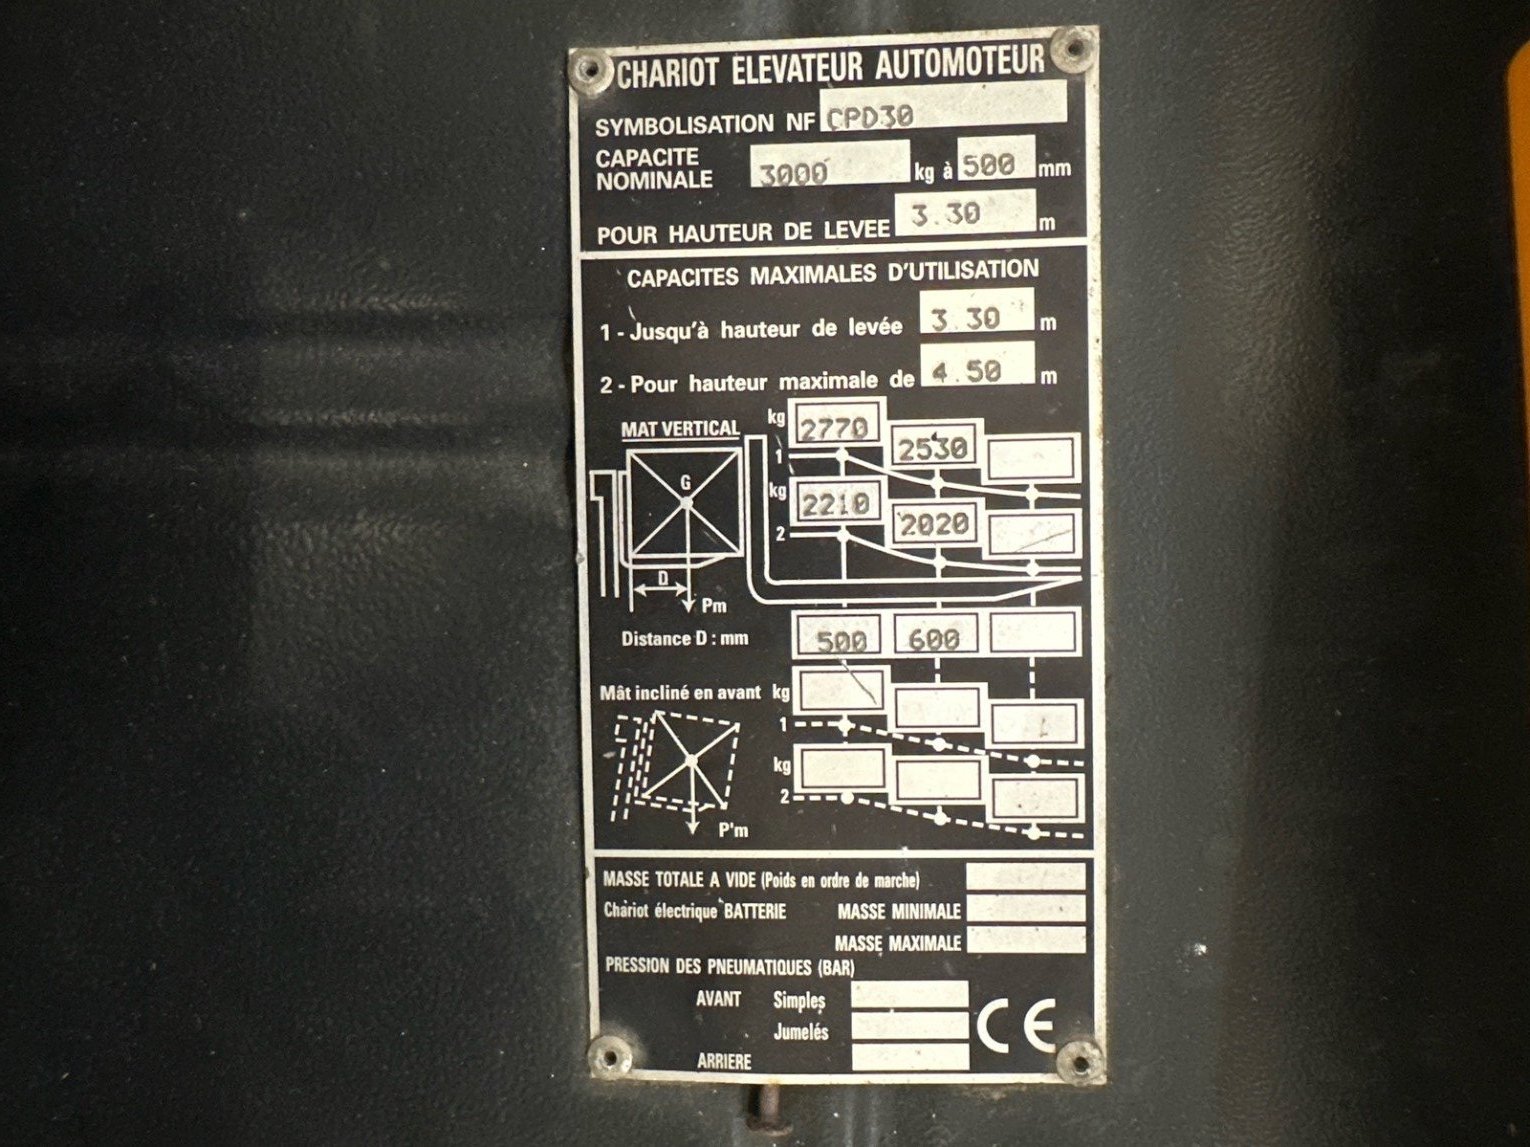 CHARIOT ELEVATEUR AUTOMOTEUR
SYMBOLISATION NF CPD30
CAPACITE NOMINALE 3000 kg à 500 mm
POUR HAUTEUR DE LEVEE 3.30 m
CAPACITES MAXIMALES D'UTILISATION
1 - Jusqu'à hauteur de levée 3.30 m
2 - Pour hauteur maximale de 4.50 m
MAT VERTICAL
kg 2770 2530
1
G
kg 2210 2020
2
D
Pm
Distance D : mm 500 600
Mât incliné en avant kg
1
kg
2
P'm
MASSE TOTALE A VIDE (Poids en ordre de marche)
Chariot électrique BATTERIE MASSE MINIMALE
MASSE MAXIMALE
PRESSION DES PNEUMATIQUES (BAR)
AVANT Simples
Jumelés
ARRIERE
CE